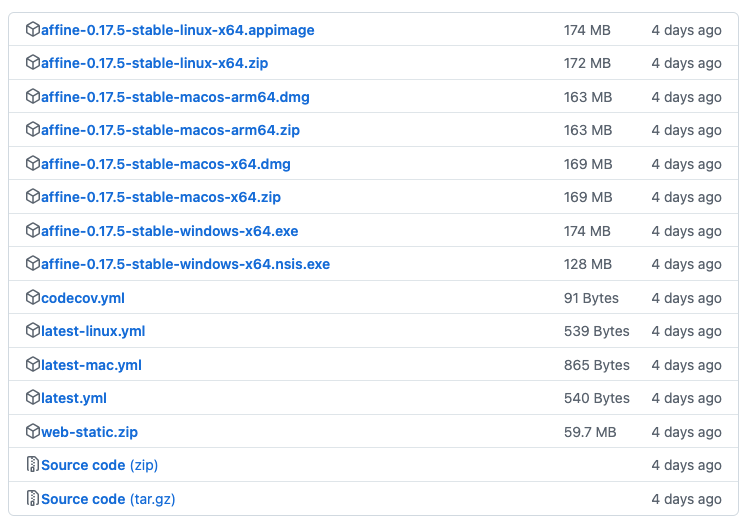 affine-0.17.5-stable-linux-x64.appimage 174 MB 4 days ago
affine-0.17.5-stable-linux-x64.zip 172 MB 4 days ago
affine-0.17.5-stable-macos-arm64.dmg 163 MB 4 days ago
affine-0.17.5-stable-macos-arm64.zip 163 MB 4 days ago
affine-0.17.5-stable-macos-x64.dmg 169 MB 4 days ago
affine-0.17.5-stable-macos-x64.zip 169 MB 4 days ago
affine-0.17.5-stable-windows-x64.exe 174 MB 4 days ago
affine-0.17.5-stable-windows-x64.nsis.exe 128 MB 4 days ago
codecov.yml 91 Bytes 4 days ago
latest-linux.yml 539 Bytes 4 days ago
latest-mac.yml 865 Bytes 4 days ago
latest.yml 540 Bytes 4 days ago
web-static.zip 59.7 MB 4 days ago
Source code (zip) 4 days ago
Source code (tar.gz) 4 days ago